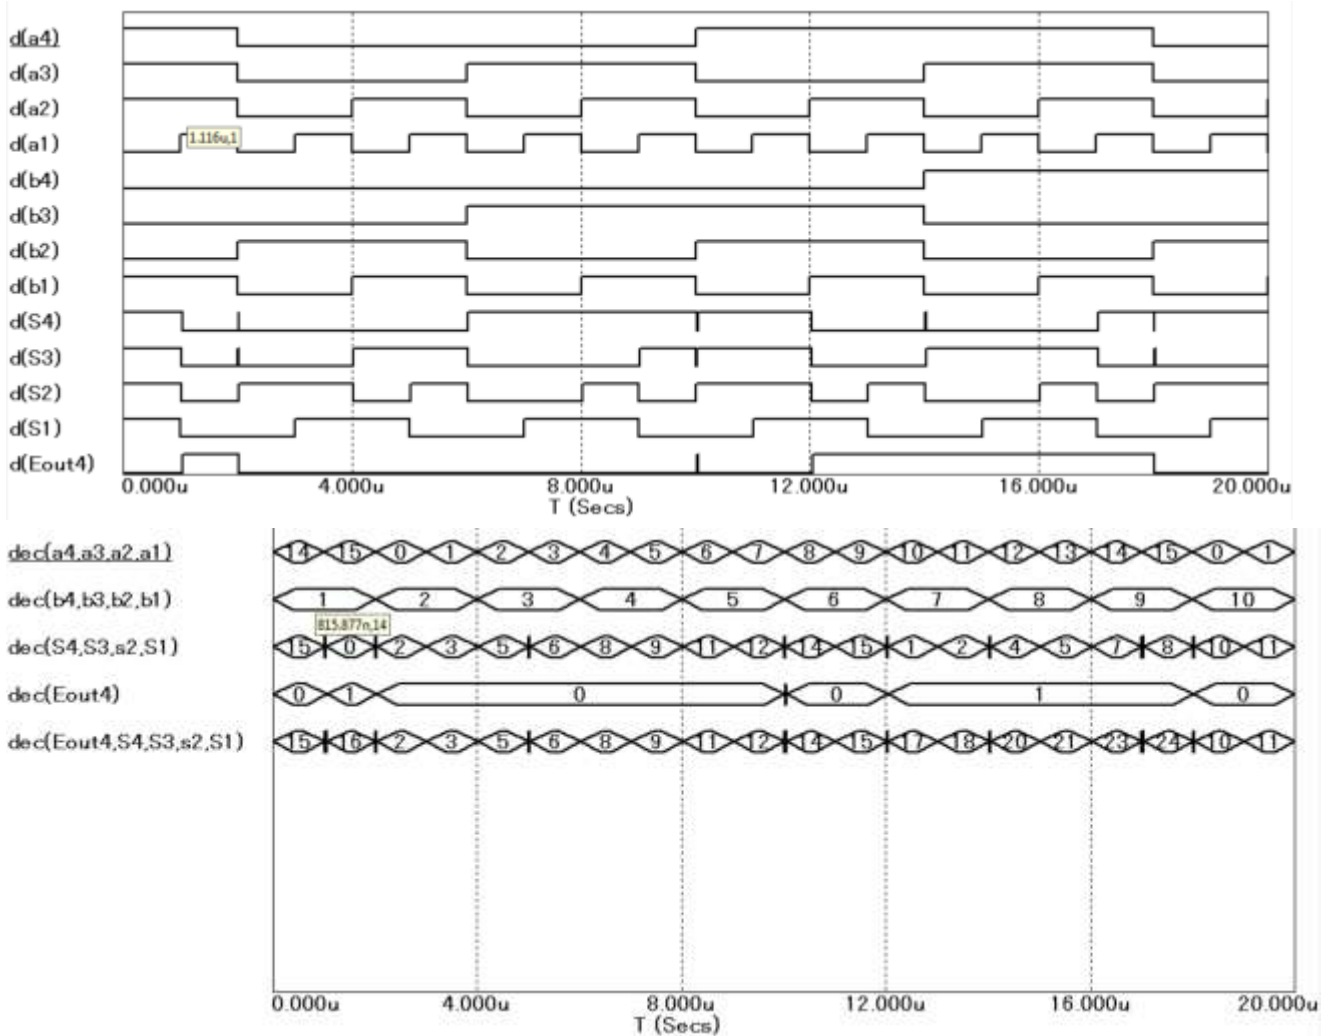 d(a4)
d(a3)
d(a2)
d(a1)
1.116u,1
d(b4)
d(b3)
d(b2)
d(b1)
d(S4)
d(S3)
d(S2)
d(S1)
d(Eout4)
0.000u 4.000u 8.000u 12.000u 16.000u 20.000u
T (Secs)
dec(a4,a3,a2,a1) 14 15 0 1 2 3 4 5 6 7 8 9 10 11 12 13 14 15 0 1
dec(b4,b3,b2,b1) 1 2 3 4 5 6 7 8 9 10
815.877n,14
dec(S4,S3,s2,S1) 15 0 2 3 5 6 8 9 11 12 14 15 1 2 4 5 7 8 10 11
dec(Eout4) 0 1 0 0 1 0
dec(Eout4,S4,S3,s2,S1) 15 16 2 3 5 6 8 9 11 12 14 15 17 18 20 21 23 24 10 11
0.000u 4.000u 8.000u 12.000u 16.000u 20.000u
T (Secs)